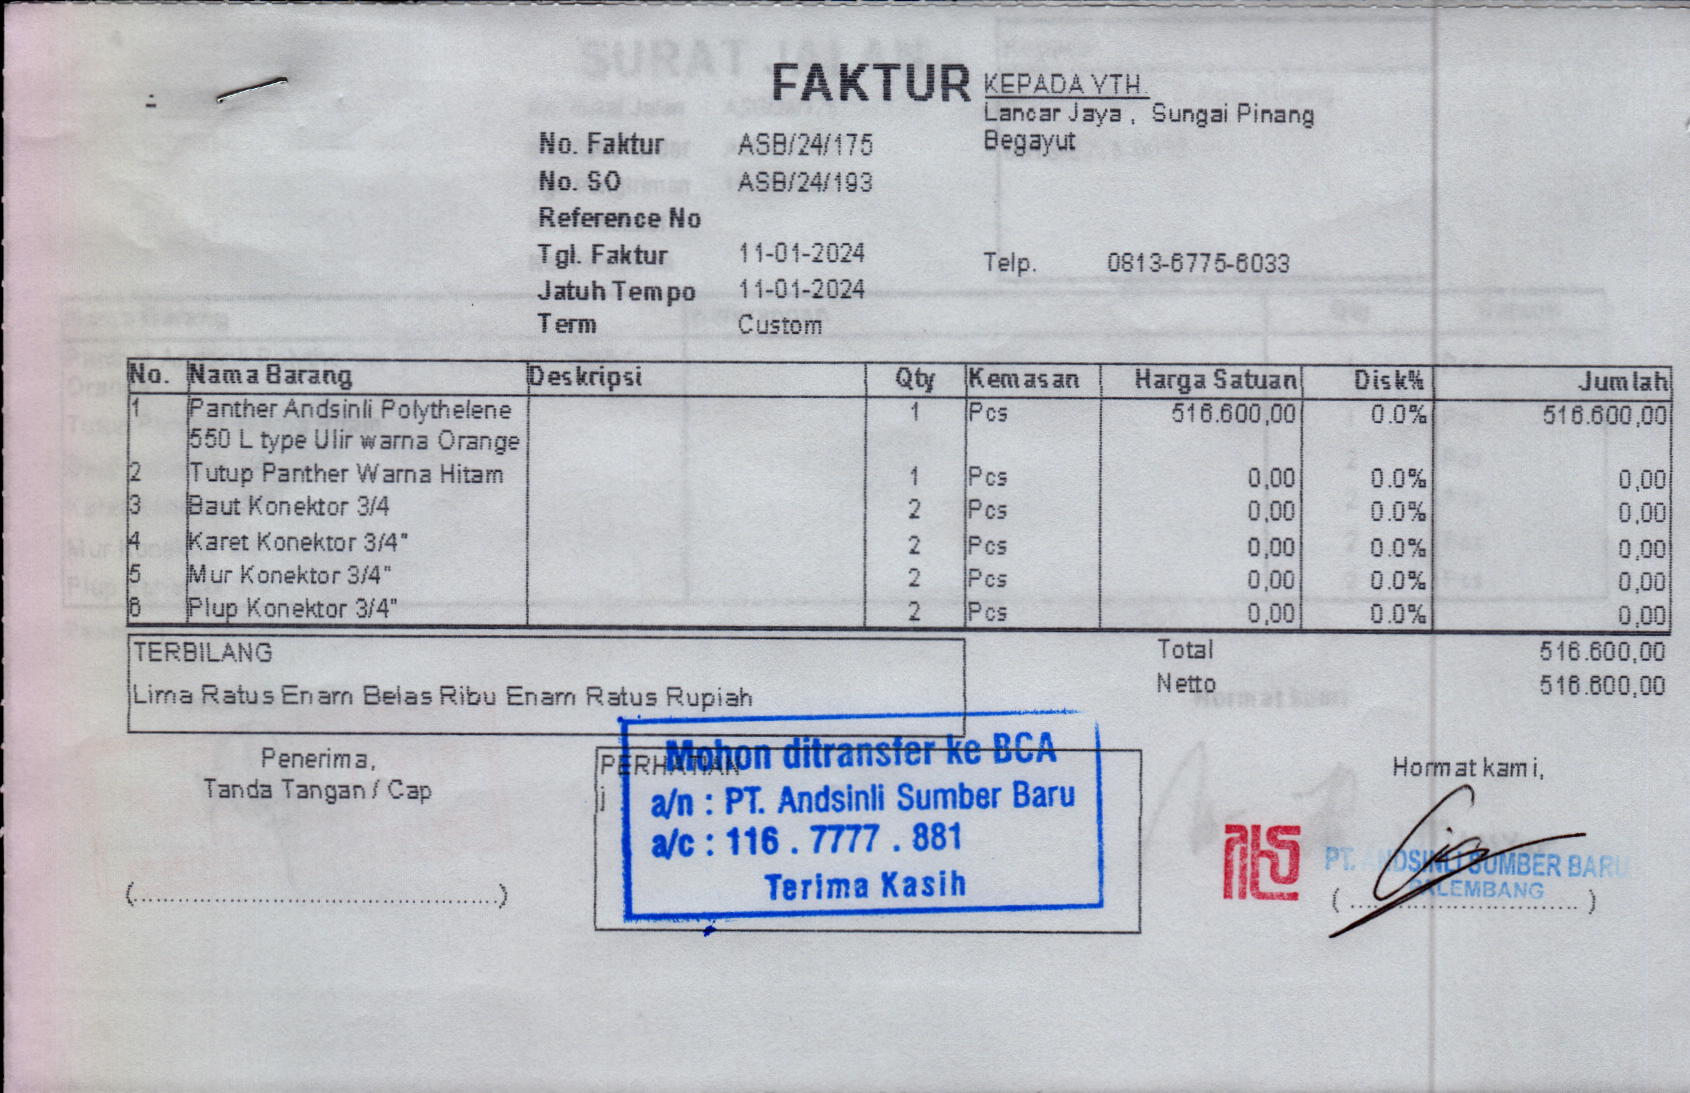 FAKTUR
KEPADA YTH.
Lancar Jaya , Sungai Pinang
Begayut
No. Faktur ASB/24/175
No. SO ASB/24/193
Reference No
Tgl. Faktur 11-01-2024
Telp. 0813-6775-6033
Jatuh Tempo 11-01-2024
Term Custom
No. Nama Barang Deskripsi Qty Kemasan Harga Satuan Disk% Jumlah
1 Panther Andsinli Polythelene 1 Pcs 516.600,00 0.0% 516.600,00
550 L type Ulir warna Orange
2 Tutup Panther Warna Hitam 1 Pcs 0,00 0.0% 0,00
3 Baut Konektor 3/4 2 Pcs 0,00 0.0% 0,00
4 Karet Konektor 3/4" 2 Pcs 0,00 0.0% 0,00
5 Mur Konektor 3/4" 2 Pcs 0,00 0.0% 0,00
6 Plup Konektor 3/4" 2 Pcs 0,00 0.0% 0,00
TERBILANG
Lima Ratus Enam Belas Ribu Enam Ratus Rupiah
Total 516.600,00
Netto 516.600,00
Penerima,
Tanda Tangan / Cap
(..............................................)
PERHATIAN
j
Mohon ditransfer ke BCA
a/n : PT. Andsinli Sumber Baru
a/c : 116 . 7777 . 881
Terima Kasih
Hormat kami,
PT. ANDSINLI SUMBER BARU
PALEMBANG
( ............................. )